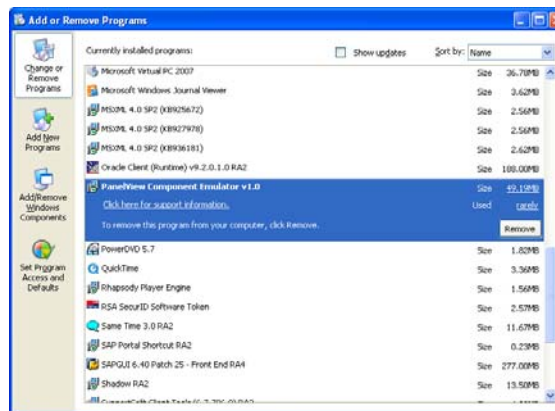 Add or Remove Programs
Change or Remove Programs
Currently installed programs:
Show updates
Sort by: Name
Microsoft Virtual PC 2007 Size 36.70MB
Microsoft Windows Journal Viewer Size 3.62MB
MSXML 4.0 SP2 (KB925672) Size 2.56MB
MSXML 4.0 SP2 (KB927978) Size 2.56MB
MSXML 4.0 SP2 (KB936181) Size 2.62MB
Oracle Client (Runtime) v9.2.0.1.0 RA2 Size 188.00MB
PanelView Component Emulator v1.0 Size 49.19MB
Click here for support information. Used rarely
To remove this program from your computer, click Remove. Remove
PowerDVD 5.7 Size 1.82MB
QuickTime Size 3.36MB
Rhapsody Player Engine Size 1.56MB
RSA SecurID Software Token Size 2.57MB
Same Time 3.0 RA2 Size 11.67MB
SAP Portal Shortcut RA2 Size 0.23MB
SAPGUI 6.40 Patch 25 - Front End RA4 Size 277.00MB
Shadow RA2 Size 13.50MB
Add New Programs
Add/Remove Windows Components
Set Program Access and Defaults